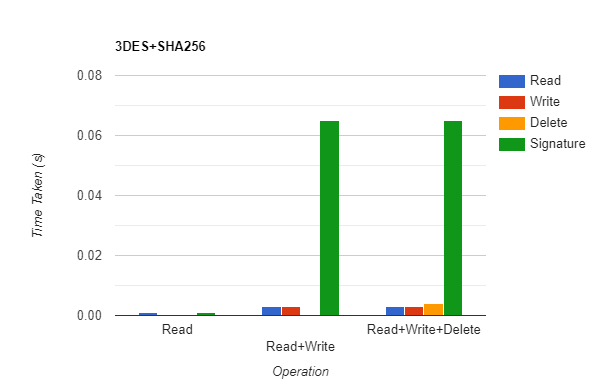 3DES+SHA256
0.08
0.06
0.04
0.02
0.00
Time Taken (s)
Read
Read+Write
Read+Write+Delete
Operation
Read
Write
Delete
Signature